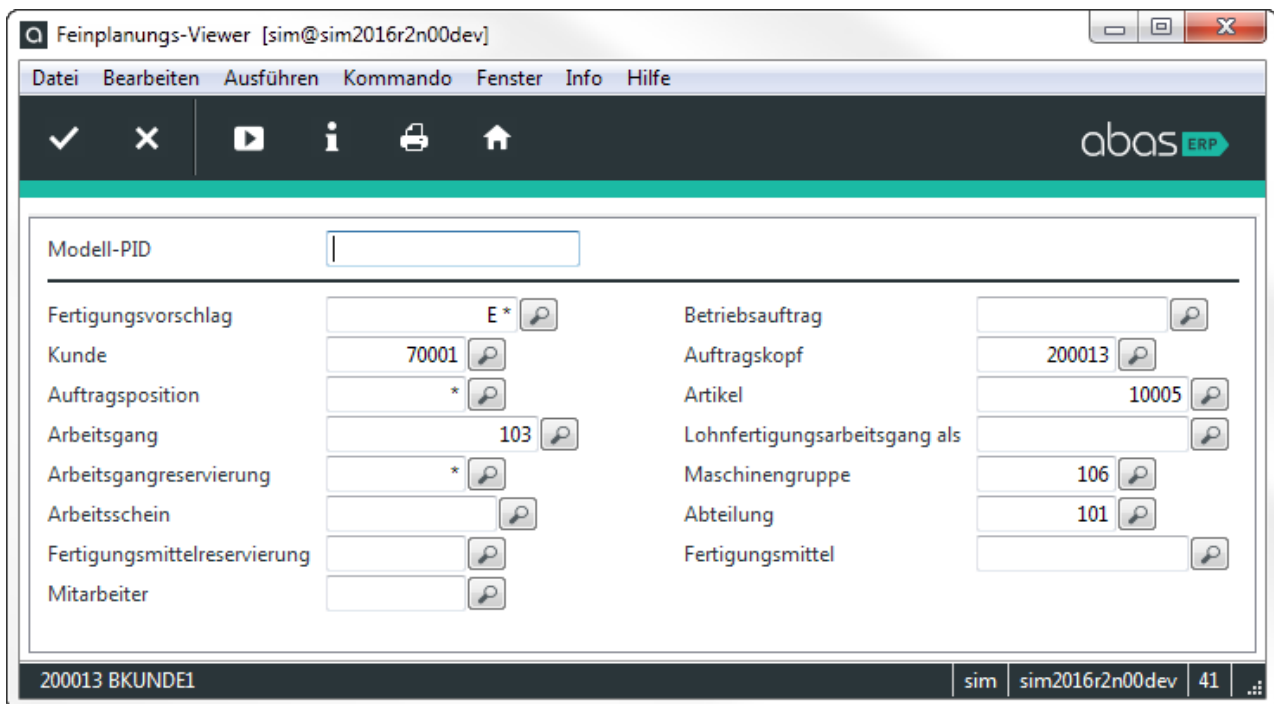 Feinplanungs-Viewer [sim@sim2016r2n00dev]
Datei Bearbeiten Ausführen Kommando Fenster Info Hilfe
abas ERP
Modell-PID
Fertigungsvorschlag E * Betriebsauftrag
Kunde 70001 Auftragskopf 200013
Auftragsposition * Artikel 10005
Arbeitsgang 103 Lohnfertigungsarbeitsgang als
Arbeitsgangreservierung * Maschinengruppe 106
Arbeitsschein Abteilung 101
Fertigungsmittelreservierung Fertigungsmittel
Mitarbeiter
200013 BKUNDE1 sim sim2016r2n00dev 41